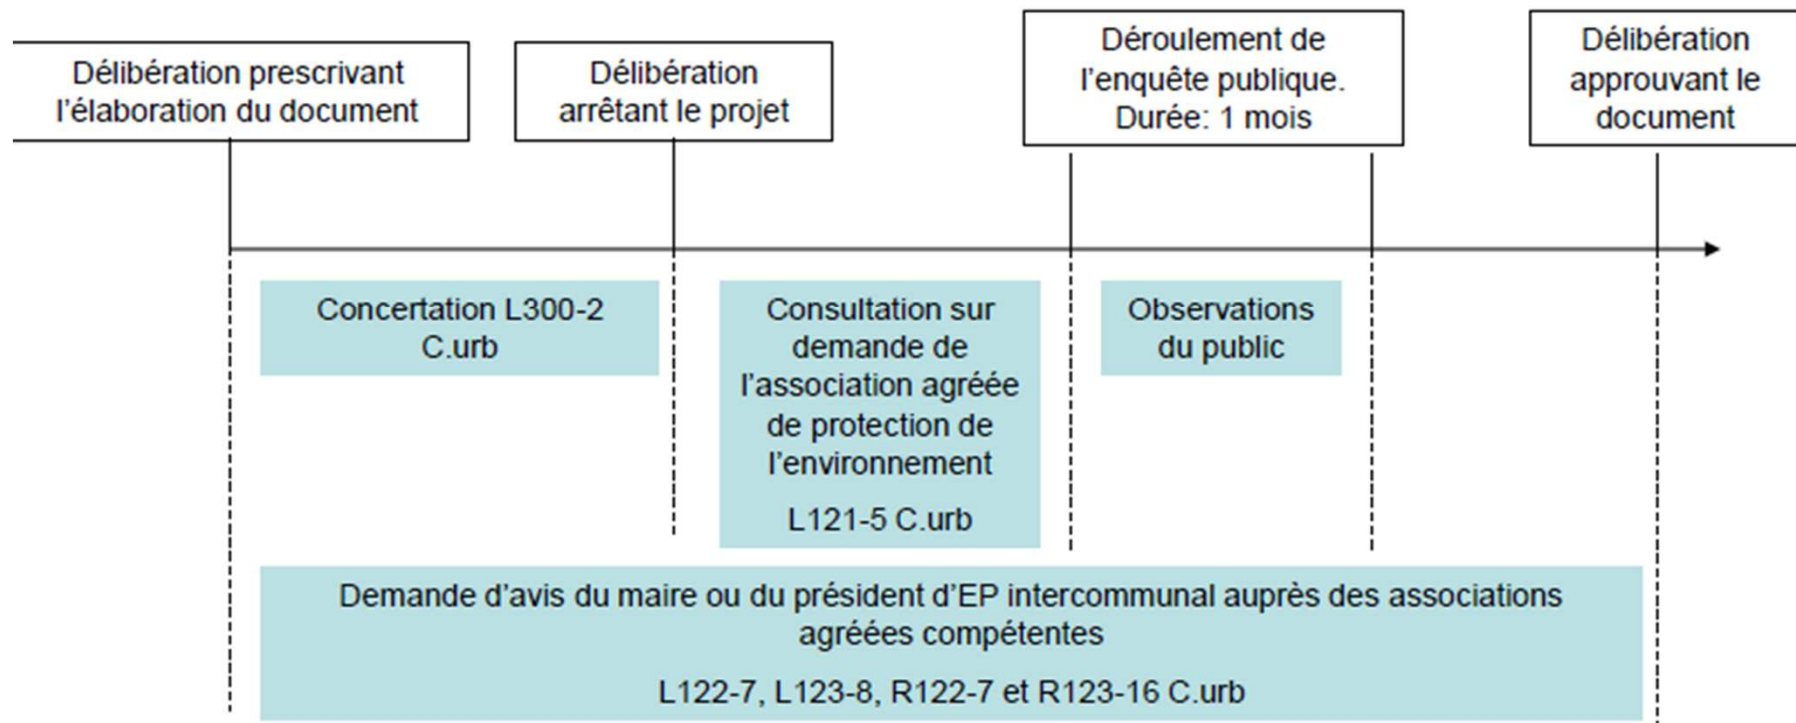 Délibération prescrivant
l’élaboration du document
Délibération
arrêtant le projet
Déroulement de
l’enquête publique.
Durée: 1 mois
Délibération
approuvant le
document
Concertation L300-2
C.urb
Consultation sur
demande de
l’association agréée
de protection de
l’environnement
L121-5 C.urb
Observations
du public
Demande d’avis du maire ou du président d’EP intercommunal auprès des associations
agréées compétentes
L122-7, L123-8, R122-7 et R123-16 C.urb